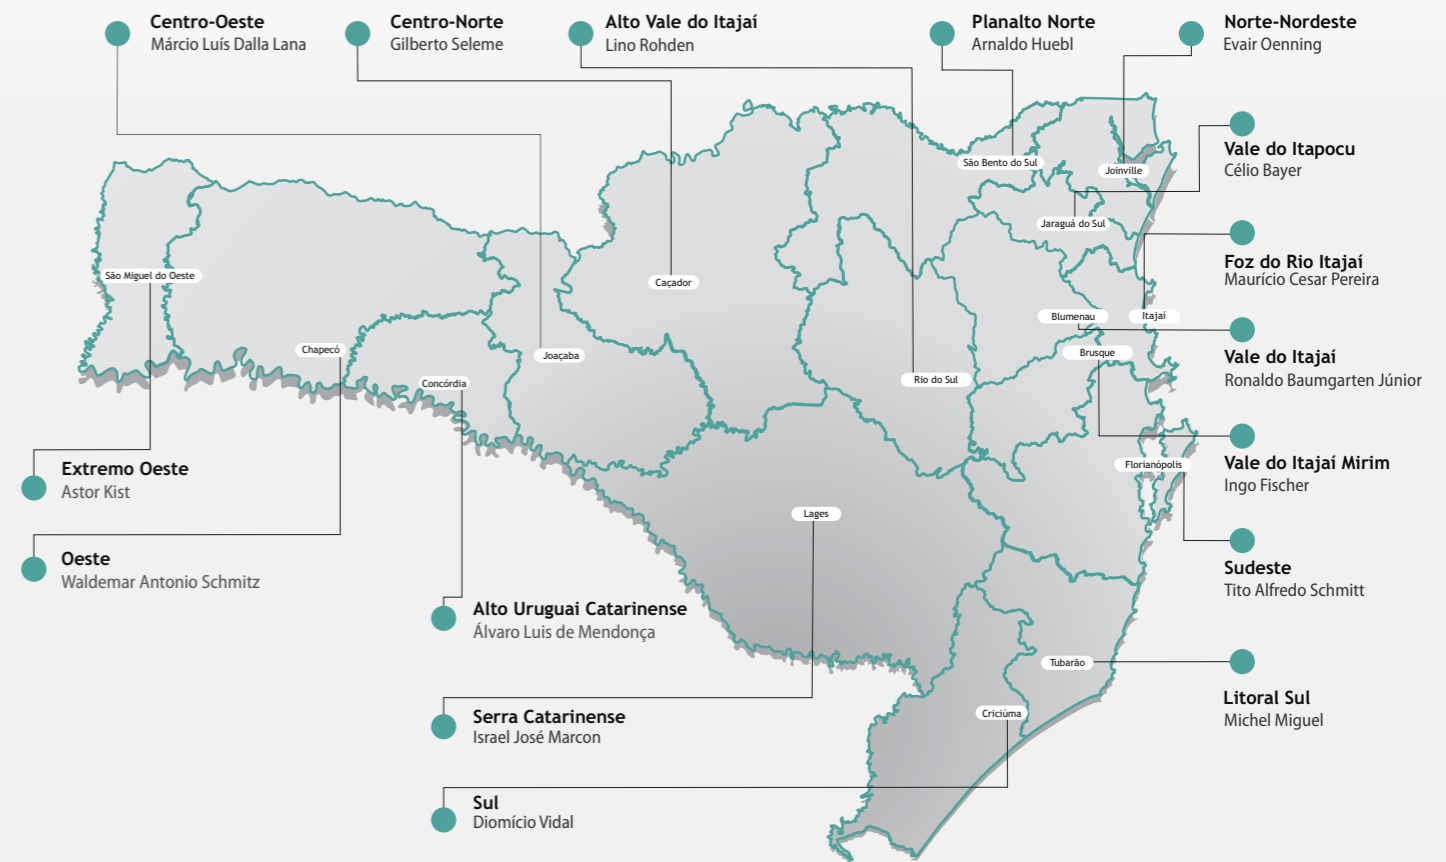 Centro-Oeste
Márcio Luís Dalla Lana
Centro-Norte
Gilberto Seleme
Alto Vale do Itajaí
Lino Rohden
Planalto Norte
Arnaldo Huebl
Norte-Nordeste
Evair Oenning
Vale do Itapocu
Célio Bayer
Foz do Rio Itajaí
Maurício Cesar Pereira
Vale do Itajaí
Ronaldo Baumgarten Júnior
Vale do Itajaí Mirim
Ingo Fischer
Sudeste
Tito Alfredo Schmitt
Litoral Sul
Michel Miguel
Extremo Oeste
Astor Kist
Oeste
Waldemar Antonio Schmitz
Alto Uruguai Catarinense
Álvaro Luis de Mendonça
Serra Catarinense
Israel José Marcon
Sul
Diomício Vidal
São Bento do Sul
Joinville
Jaraguá do Sul
São Miguel do Oeste
Caçador
Blumenau
Itajaí
Chapecó
Joaçaba
Brusque
Concórdia
Rio do Sul
Florianópolis
Lages
Tubarão
Criciúma